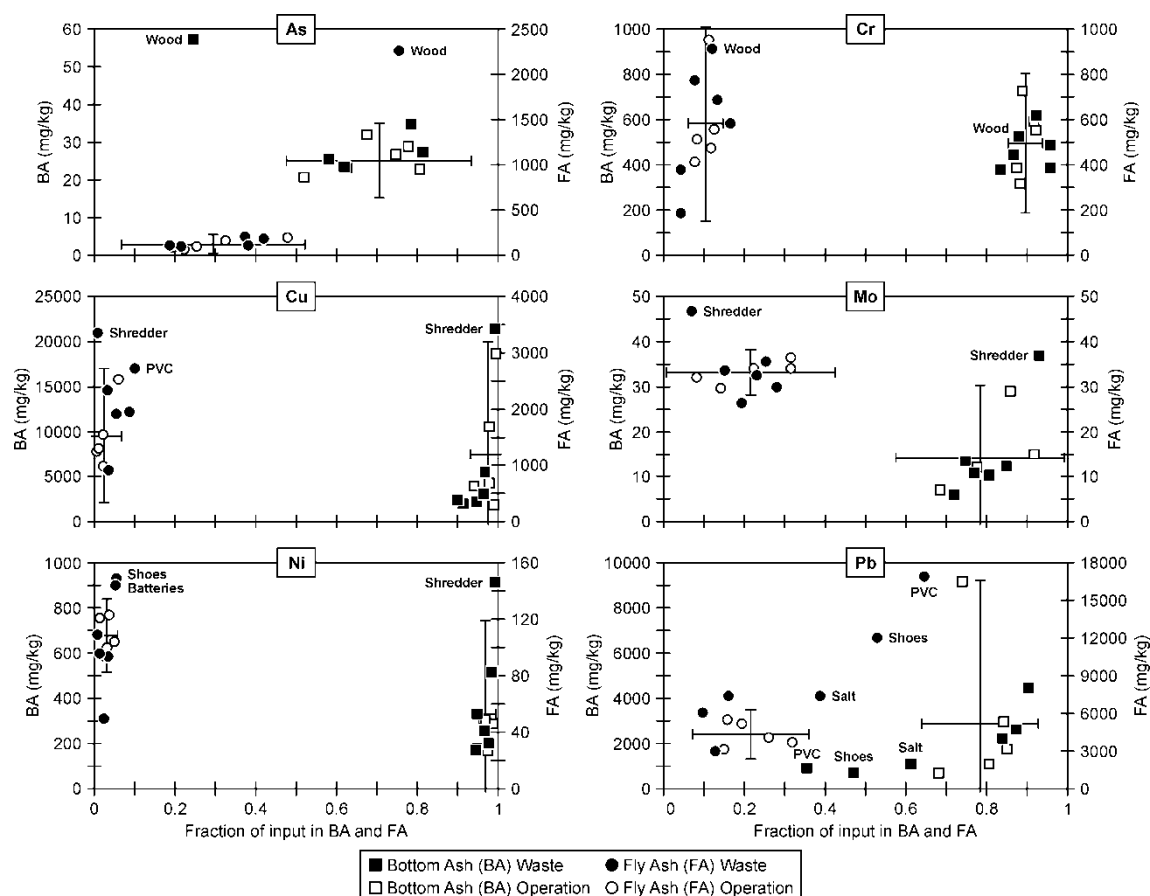 As
Cr
60
50
40
30
20
10
0
BA (mg/kg)
Wood
Wood
2500
2000
1500
1000
500
0
FA (mg/kg)
1000
800
600
400
200
0
BA (mg/kg)
Wood
Wood
1000
800
600
400
200
0
FA (mg/kg)
Cu
Mo
25000
20000
15000
10000
5000
0
BA (mg/kg)
Shredder
PVC
Shredder
4000
3000
2000
1000
0
FA (mg/kg)
50
40
30
20
10
0
BA (mg/kg)
Shredder
Shredder
50
40
30
20
10
0
FA (mg/kg)
Ni
Pb
1000
800
600
400
200
0
BA (mg/kg)
Shoes
Batteries
Shredder
160
120
80
40
0
FA (mg/kg)
0 0.2 0.4 0.6 0.8 1
Fraction of input in BA and FA
10000
8000
6000
4000
2000
0
BA (mg/kg)
PVC
Shoes
Salt
PVC
Shoes
Salt
18000
15000
12000
9000
6000
3000
0
FA (mg/kg)
0 0.2 0.4 0.6 0.8 1
Fraction of input in BA and FA
Bottom Ash (BA) Waste
Fly Ash (FA) Waste
Bottom Ash (BA) Operation
Fly Ash (FA) Operation